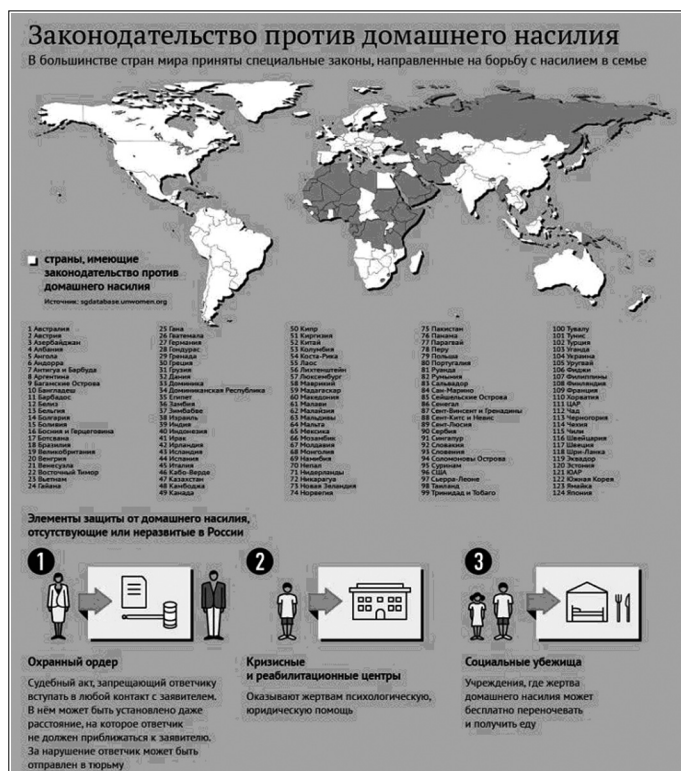 Законодательство против домашнего насилия
В большинстве стран мира приняты специальные законы, направленные на борьбу с насилием в семье
страны, имеющие
законодательство против
домашнего насилия
Источник: sgdatabase.unwomen.org
1 Австралия
2 Австрия
3 Азербайджан
4 Албания
5 Ангола
6 Андорра
7 Антигуа и Барбуда
8 Аргентина
9 Багамские Острова
10 Бангладеш
11 Барбадос
12 Белиз
13 Бельгия
14 Болгария
15 Боливия
16 Босния и Герцеговина
17 Ботсвана
18 Бразилия
19 Великобритания
20 Венгрия
21 Венесуэла
22 Восточный Тимор
23 Вьетнам
24 Гайана
25 Гана
26 Гватемала
27 Германия
28 Гондурас
29 Гренада
30 Греция
31 Грузия
32 Дания
33 Доминика
34 Доминиканская Республика
35 Египет
36 Замбия
37 Зимбабве
38 Израиль
39 Индия
40 Индонезия
41 Ирак
42 Ирландия
43 Исландия
44 Испания
45 Италия
46 Кабо-Верде
47 Казахстан
48 Камбоджа
49 Канада
50 Кипр
51 Киргизия
52 Китай
53 Колумбия
54 Коста-Рика
55 Лаос
56 Лихтенштейн
57 Люксембург
58 Маврикий
59 Мадагаскар
60 Македония
61 Малави
62 Малайзия
63 Мальдивы
64 Мальта
65 Мексика
66 Мозамбик
67 Молдавия
68 Монголия
69 Намибия
70 Непал
71 Нидерланды
72 Никарагуа
73 Новая Зеландия
74 Норвегия
75 Пакистан
76 Панама
77 Парагвай
78 Перу
79 Польша
80 Португалия
81 Руанда
82 Румыния
83 Сальвадор
84 Сан-Марино
85 Сейшельские Острова
86 Сенегал
87 Сент-Винсент и Гренадины
88 Сент-Китс и Невис
89 Сент-Люсия
90 Сербия
91 Сингапур
92 Словакия
93 Словения
94 Соломоновы Острова
95 Суринам
96 США
97 Сьерра-Леоне
98 Таиланд
99 Тринидад и Тобаго
100 Тувалу
101 Тунис
102 Турция
103 Уганда
104 Украина
105 Уругвай
106 Фиджи
107 Филиппины
108 Финляндия
109 Франция
110 Хорватия
111 ЦАР
112 Чад
113 Черногория
114 Чехия
115 Чили
116 Швейцария
117 Швеция
118 Шри-Ланка
119 Эквадор
120 Эстония
121 ЮАР
122 Южная Корея
123 Ямайка
124 Япония
Элементы защиты от домашнего насилия,
отсутствующие или неразвитые в России
1
Охранный ордер
Судебный акт, запрещающий ответчику
вступать в любой контакт с заявителем.
В нём может быть установлено даже
расстояние, на которое ответчик
не должен приближаться к заявителю.
За нарушение ответчик может быть
отправлен в тюрьму
2
Кризисные
и реабилитационные центры
Оказывают жертвам психологическую,
юридическую помощь
3
Социальные убежища
Учреждения, где жертва
домашнего насилия может
бесплатно переночевать
и получить еду